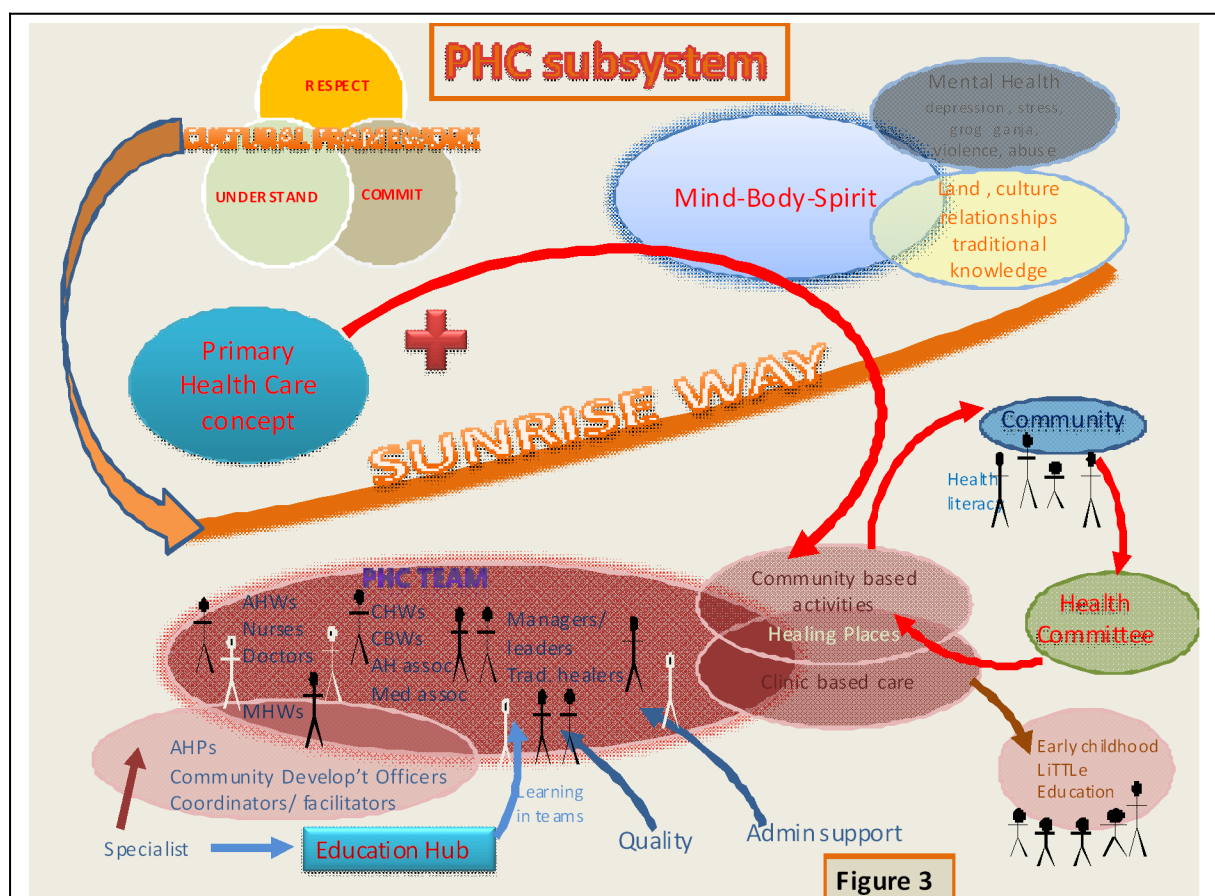 PHC subsystem
RESPECT
CULTURAL FRAMEWORK
UNDERSTAND
COMMIT
Mental Health
depression, stress,
grog, ganja,
violence, abuse
Mind-Body-Spirit
Land , culture
relationships
traditional
knowledge
Primary
Health Care
concept
SUNRISE WAY
Community
Health
literacy
PHC TEAM
AHWs
Nurses
Doctors
MHWs
CHWs
CBWs
AH assoc
Med assoc
Managers/
leaders
Trad. healers
Community based
activities
Healing Places
Clinic based care
Health
Committee
AHPs
Community Develop’t Officers
Coordinators/ facilitators
Early childhood
LiTTLe
Education
Learning
in teams
Specialist
Education Hub
Quality
Admin support
Figure 3